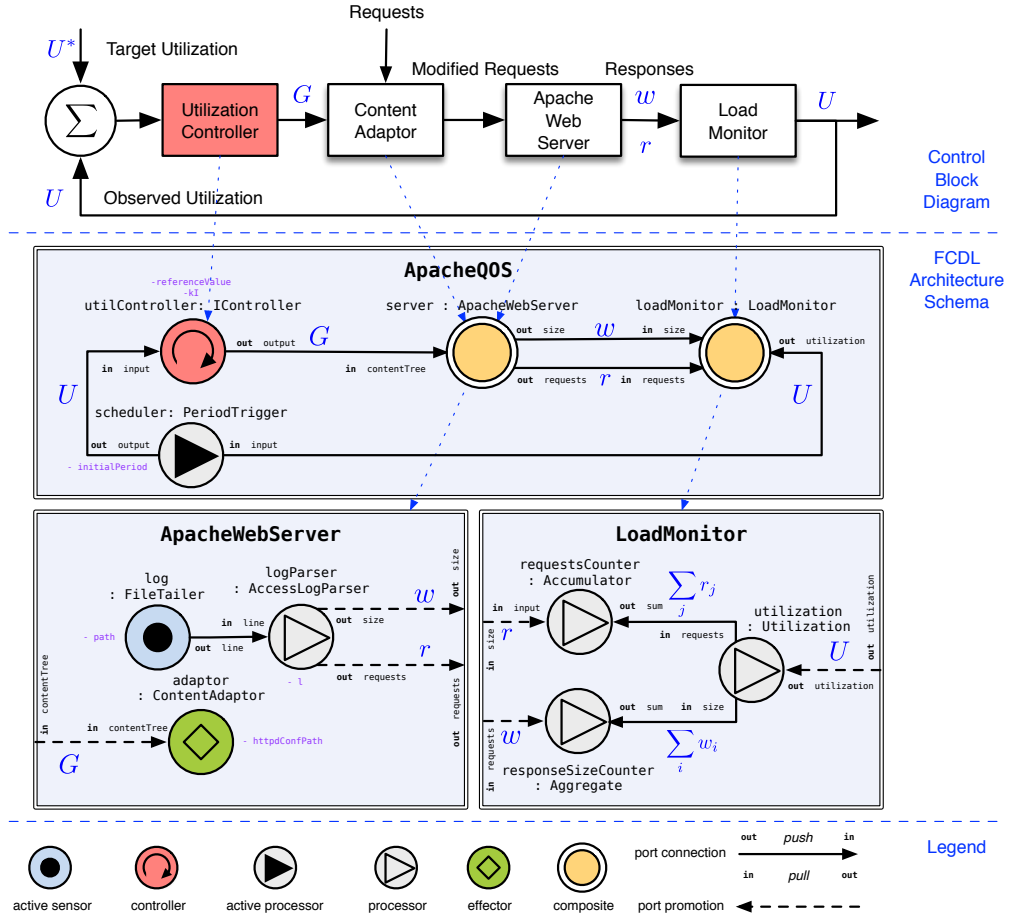 Requests
U*
Target Utilization
Modified Requests
Responses
Σ
Utilization
Controller
G
Content
Adaptor
Apache
Web
Server
w
r
Load
Monitor
U
U
Observed Utilization
Control
Block
Diagram
FCDL
Architecture
Schema
ApacheQOS
-referenceValue
-kI
utilController: IController
server : ApacheWebServer
loadMonitor : LoadMonitor
out output
G
out size
w
in size
out utilization
in input
in contentTree
out requests
r
in requests
U
U
scheduler: PeriodTrigger
out output
in input
- initialPeriod
ApacheWebServer
log
: FileTailer
logParser
: AccessLogParser
out size
w
in line
out size
- path
out line
r
out requests
- l
adaptor
: ContentAdaptor
in contentTree
in contentTree
- httpdConfPath
G
out requests
LoadMonitor
requestsCounter
: Accumulator
∑ r_j
j
out utilization
in input
out sum
utilization
: Utilization
r
in requests
in size
U
out utilization
out sum
in size
w
∑ w_i
i
in requests
responseSizeCounter
: Aggregate
Legend
out push in
port connection
in pull out
active sensor
controller
active processor
processor
effector
composite
port promotion